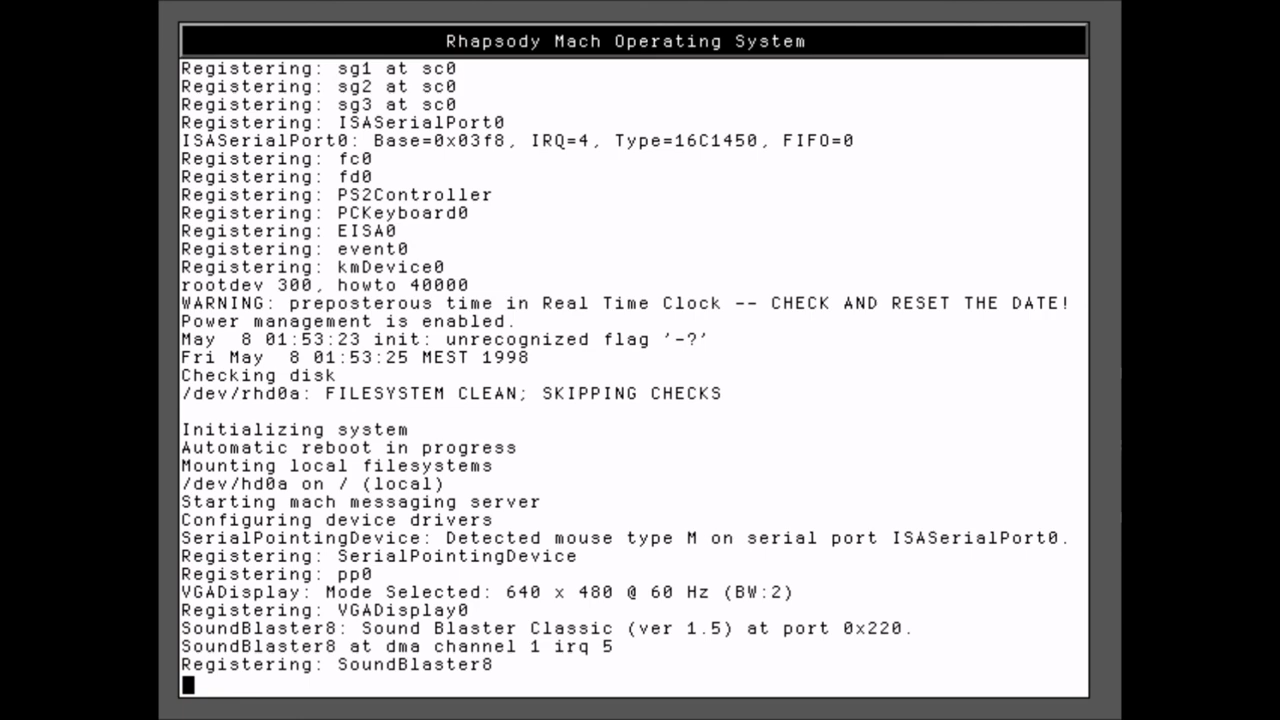 Rhapsody Mach Operating System
Registering: sg1 at sc0
Registering: sg2 at sc0
Registering: sg3 at sc0
Registering: ISASerialPort0
ISASerialPort0: Base=0x03f8, IRQ=4, Type=16C1450, FIFO=0
Registering: fc0
Registering: fd0
Registering: PS2Controller
Registering: PCKeyboard0
Registering: EISA0
Registering: event0
Registering: kmDevice0
rootdev 300, howto 40000
WARNING: preposterous time in Real Time Clock -- CHECK AND RESET THE DATE!
Power management is enabled.
May  8 01:53:23 init: unrecognized flag '-?'
Fri May  8 01:53:25 MEST 1998
Checking disk
/dev/rhd0a: FILESYSTEM CLEAN; SKIPPING CHECKS
Initializing system
Automatic reboot in progress
Mounting local filesystems
/dev/hd0a on / (local)
Starting mach messaging server
Configuring device drivers
SerialPointingDevice: Detected mouse type M on serial port ISASerialPort0.
Registering: SerialPointingDevice
Registering: pp0
VGADisplay: Mode Selected: 640 x 480 @ 60 Hz (BW:2)
Registering: VGADisplay0
SoundBlaster8: Sound Blaster Classic (ver 1.5) at port 0x220.
SoundBlaster8 at dma channel 1 irq 5
Registering: SoundBlaster8